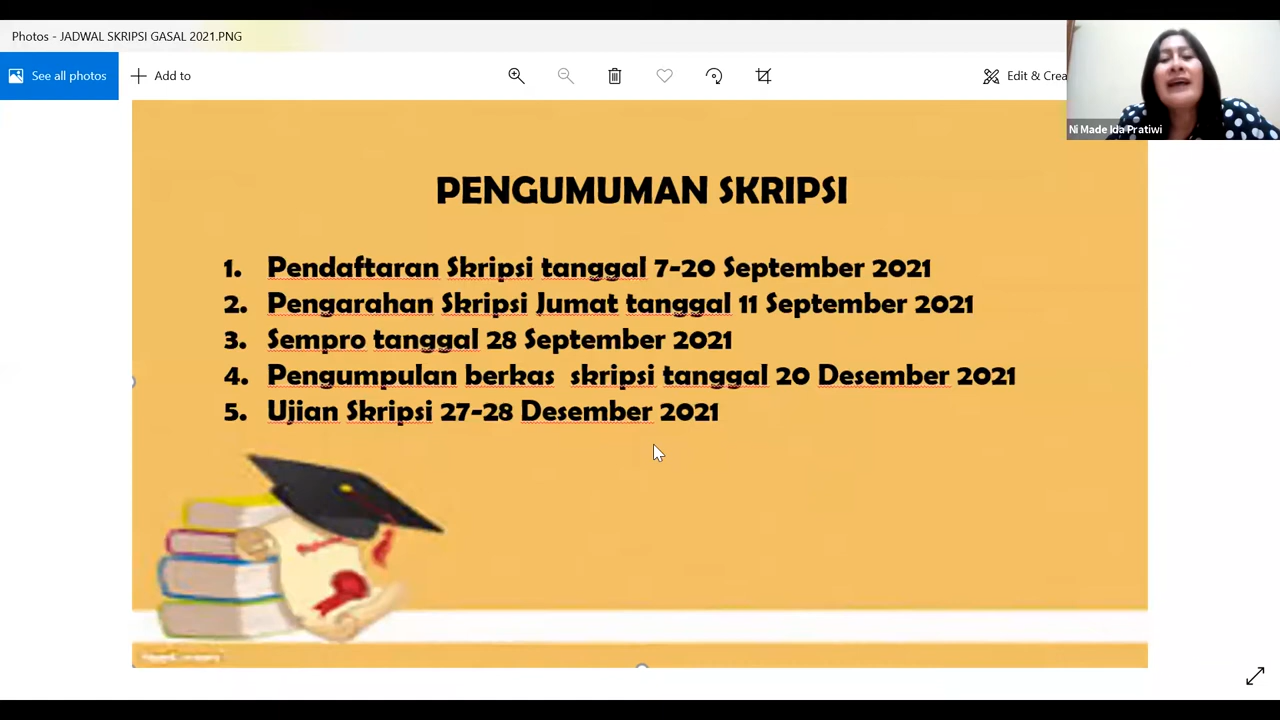 Photos - JADWAL SKRIPSI GASAL 2021.PNG
See all photos
Add to
Edit & Crea
Ni Made Ida Pratiwi
PENGUMUMAN SKRIPSI
1. Pendaftaran Skripsi tanggal 7-20 September 2021
2. Pengarahan Skripsi Jumat tanggal 11 September 2021
3. Sempro tanggal 28 September 2021
4. Pengumpulan berkas skripsi tanggal 20 Desember 2021
5. Ujian Skripsi 27-28 Desember 2021